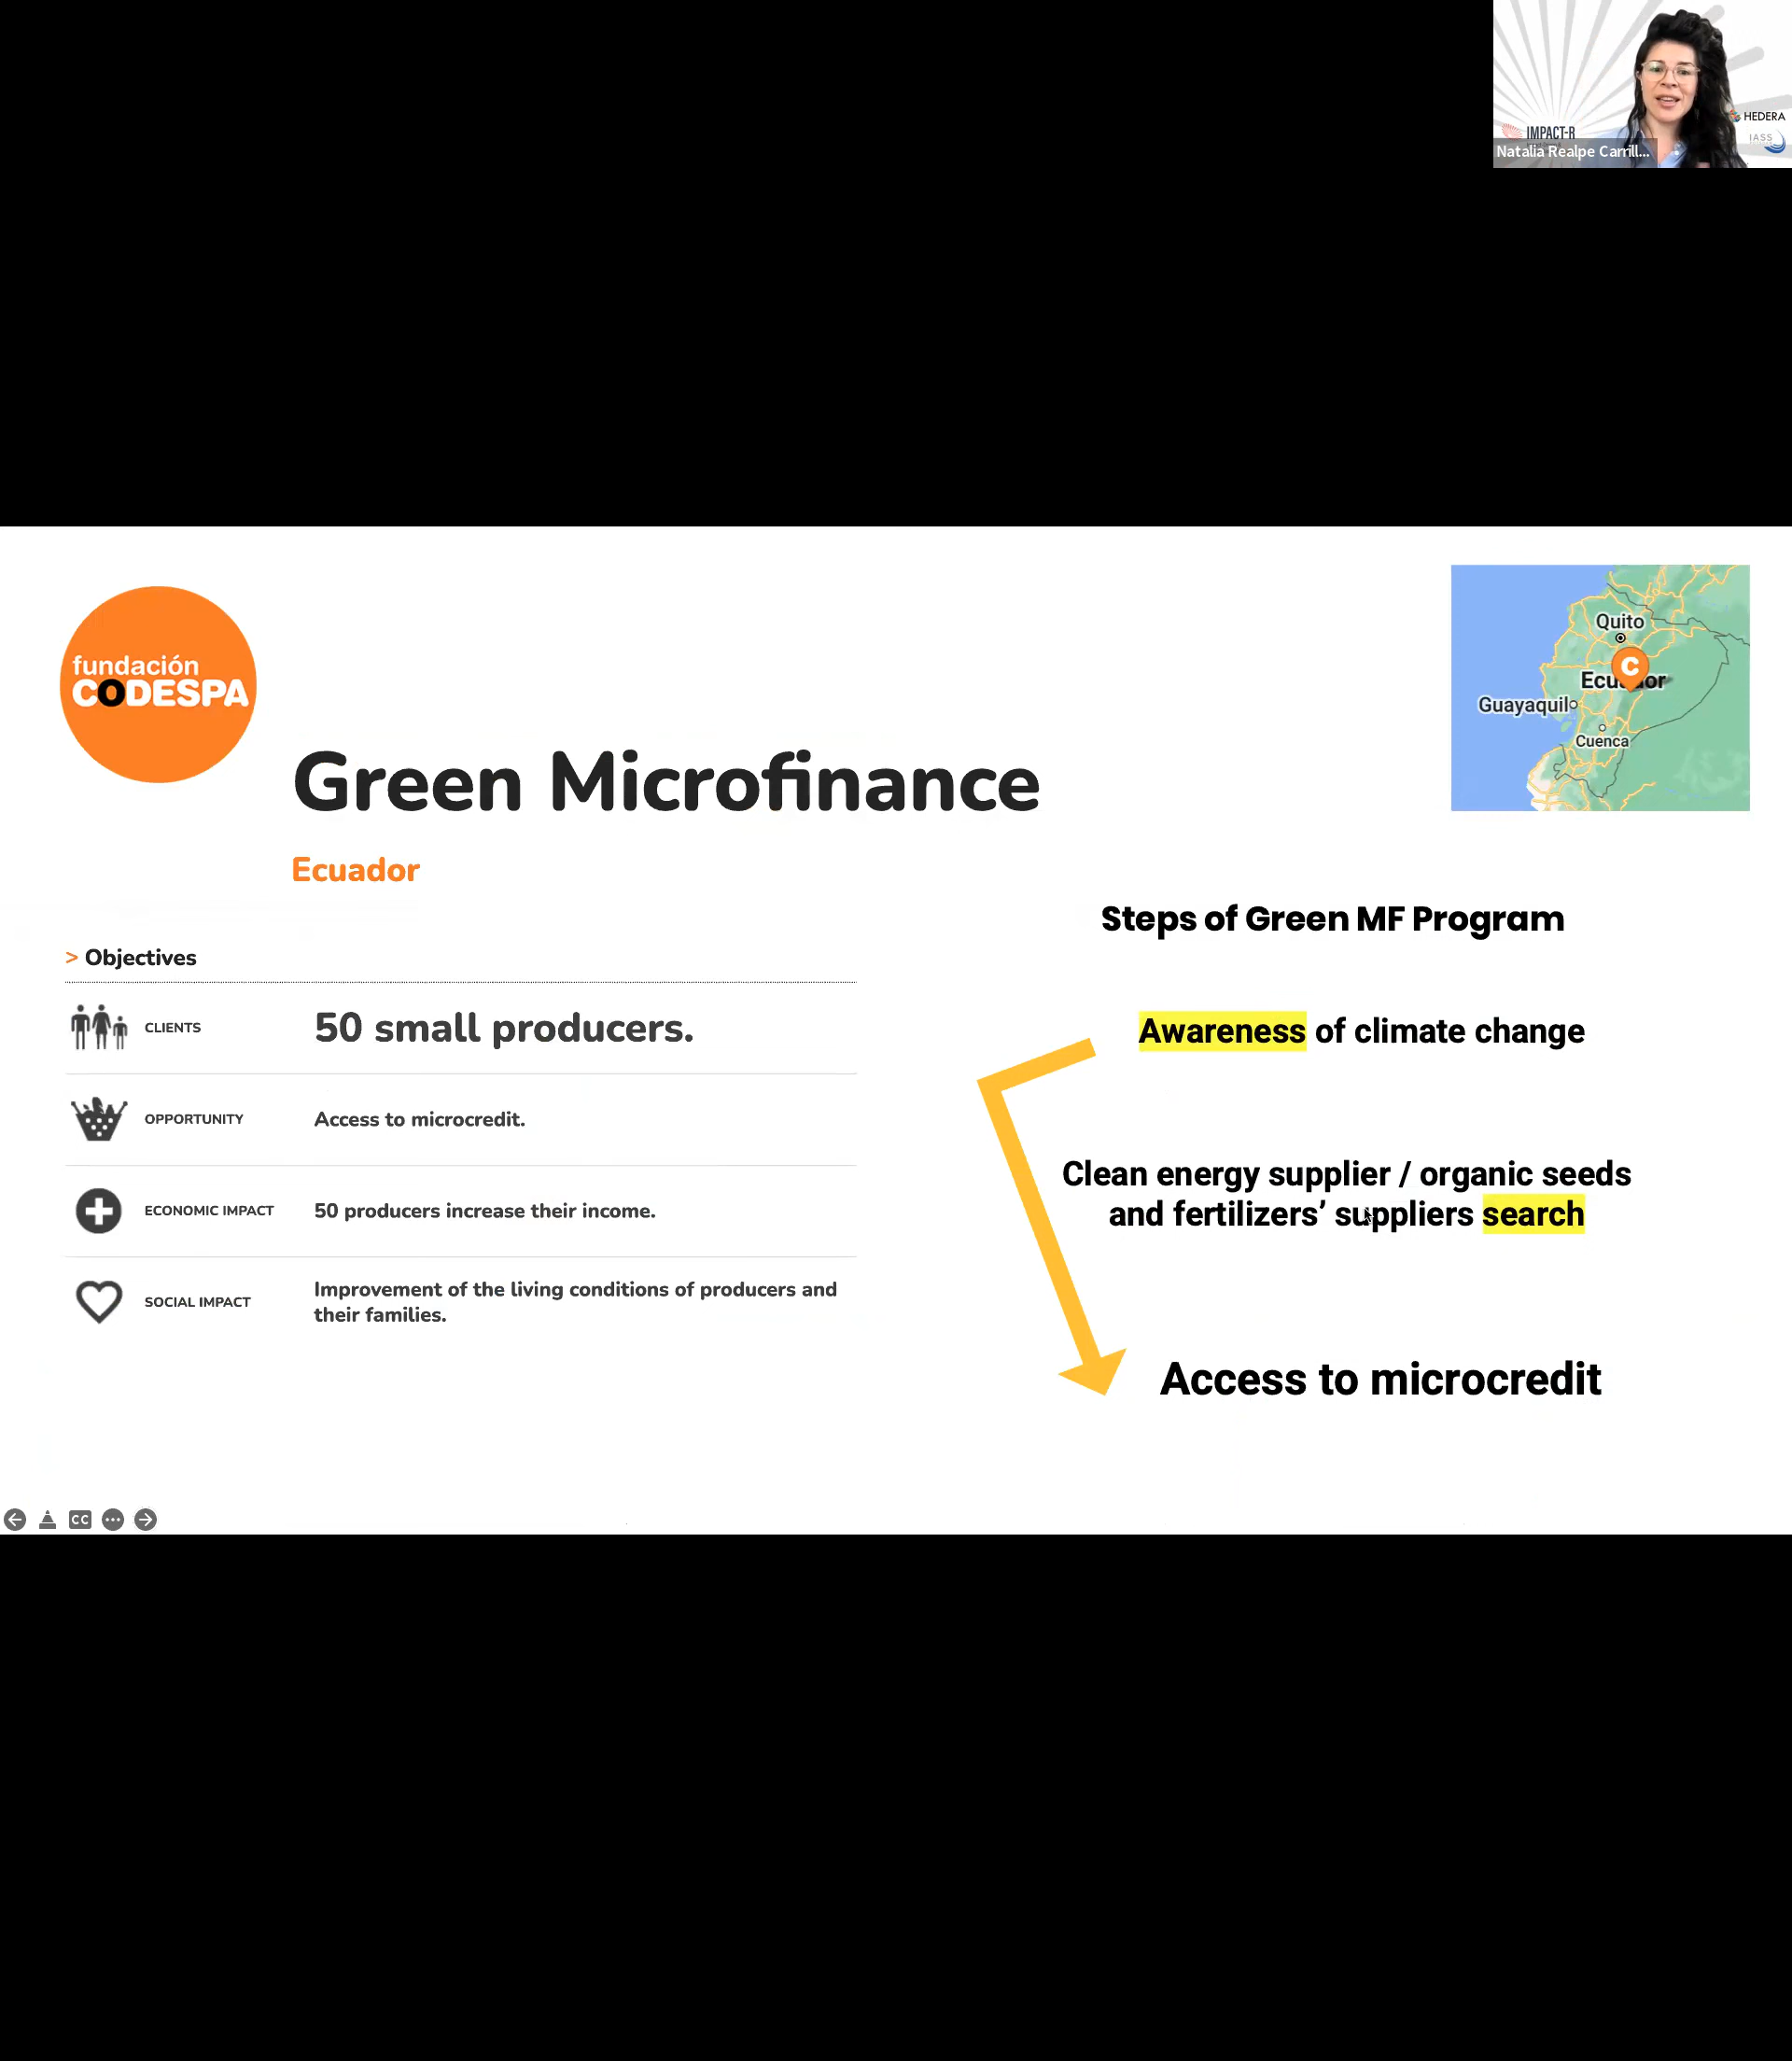 IMPACT-R
HEDERA
IASS
Natalia Realpe Carrill...
fundación
CODESPA
Green Microfinance
Ecuador
Quito
C
Guayaquil
Cuenca
> Objectives
CLIENTS
50 small producers.
OPPORTUNITY
Access to microcredit.
ECONOMIC IMPACT
50 producers increase their income.
SOCIAL IMPACT
Improvement of the living conditions of producers and
their families.
Steps of Green MF Program
Awareness of climate change
Clean energy supplier / organic seeds
and fertilizers’ suppliers search
Access to microcredit
CC